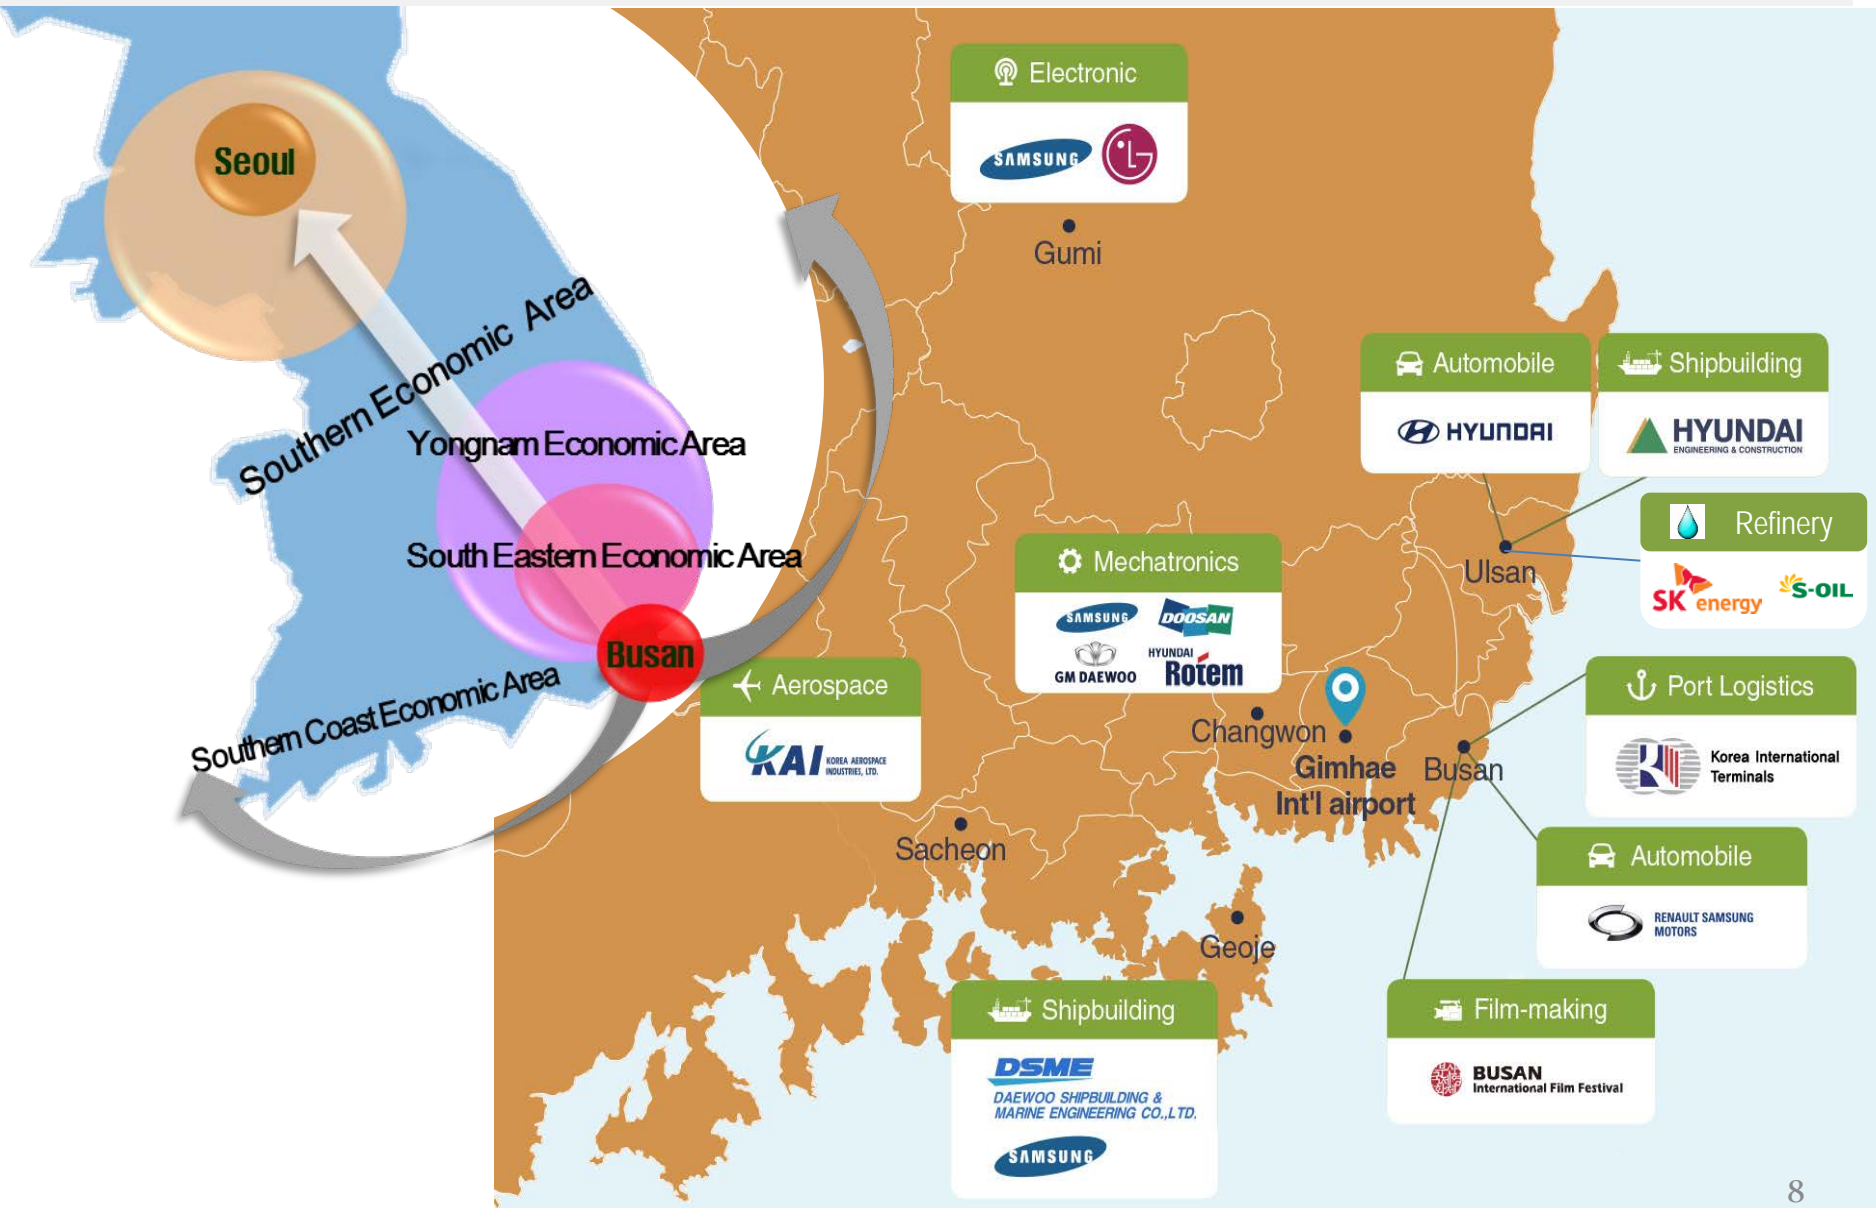 Seoul
Southern Economic Area
Yongnam Economic Area
South Eastern Economic Area
Busan
Southern Coast Economic Area
Electronic
SAMSUNG
LG
Gumi
Automobile
HYUNDAI
Shipbuilding
HYUNDAI
ENGINEERING & CONSTRUCTION
Ulsan
Refinery
SK energy
S-OIL
Mechatronics
SAMSUNG
DOOSAN
GM DAEWOO
HYUNDAI
Rotem
Aerospace
KAI
KOREA AEROSPACE
INDUSTRIES, LTD.
Changwon
Gimhae
Int'l airport
Busan
Port Logistics
Korea International
Terminals
Sacheon
Automobile
RENAULT SAMSUNG
MOTORS
Geoje
Shipbuilding
DSME
DAEWOO SHIPBUILDING &
MARINE ENGINEERING CO.,LTD.
SAMSUNG
Film-making
BUSAN
International Film Festival
8